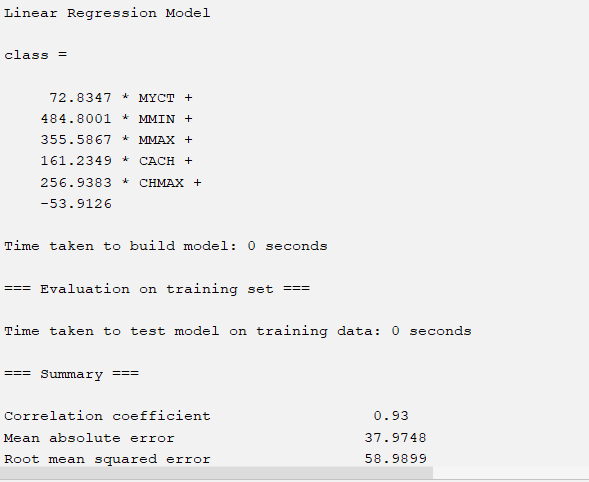 Linear Regression Model
class =
72.8347 * MYCT +
484.8001 * MMIN +
355.5867 * MMAX +
161.2349 * CACH +
256.9383 * CHMAX +
-53.9126
Time taken to build model: 0 seconds
=== Evaluation on training set ===
Time taken to test model on training data: 0 seconds
=== Summary ===
Correlation coefficient 0.93
Mean absolute error 37.9748
Root mean squared error 58.9899